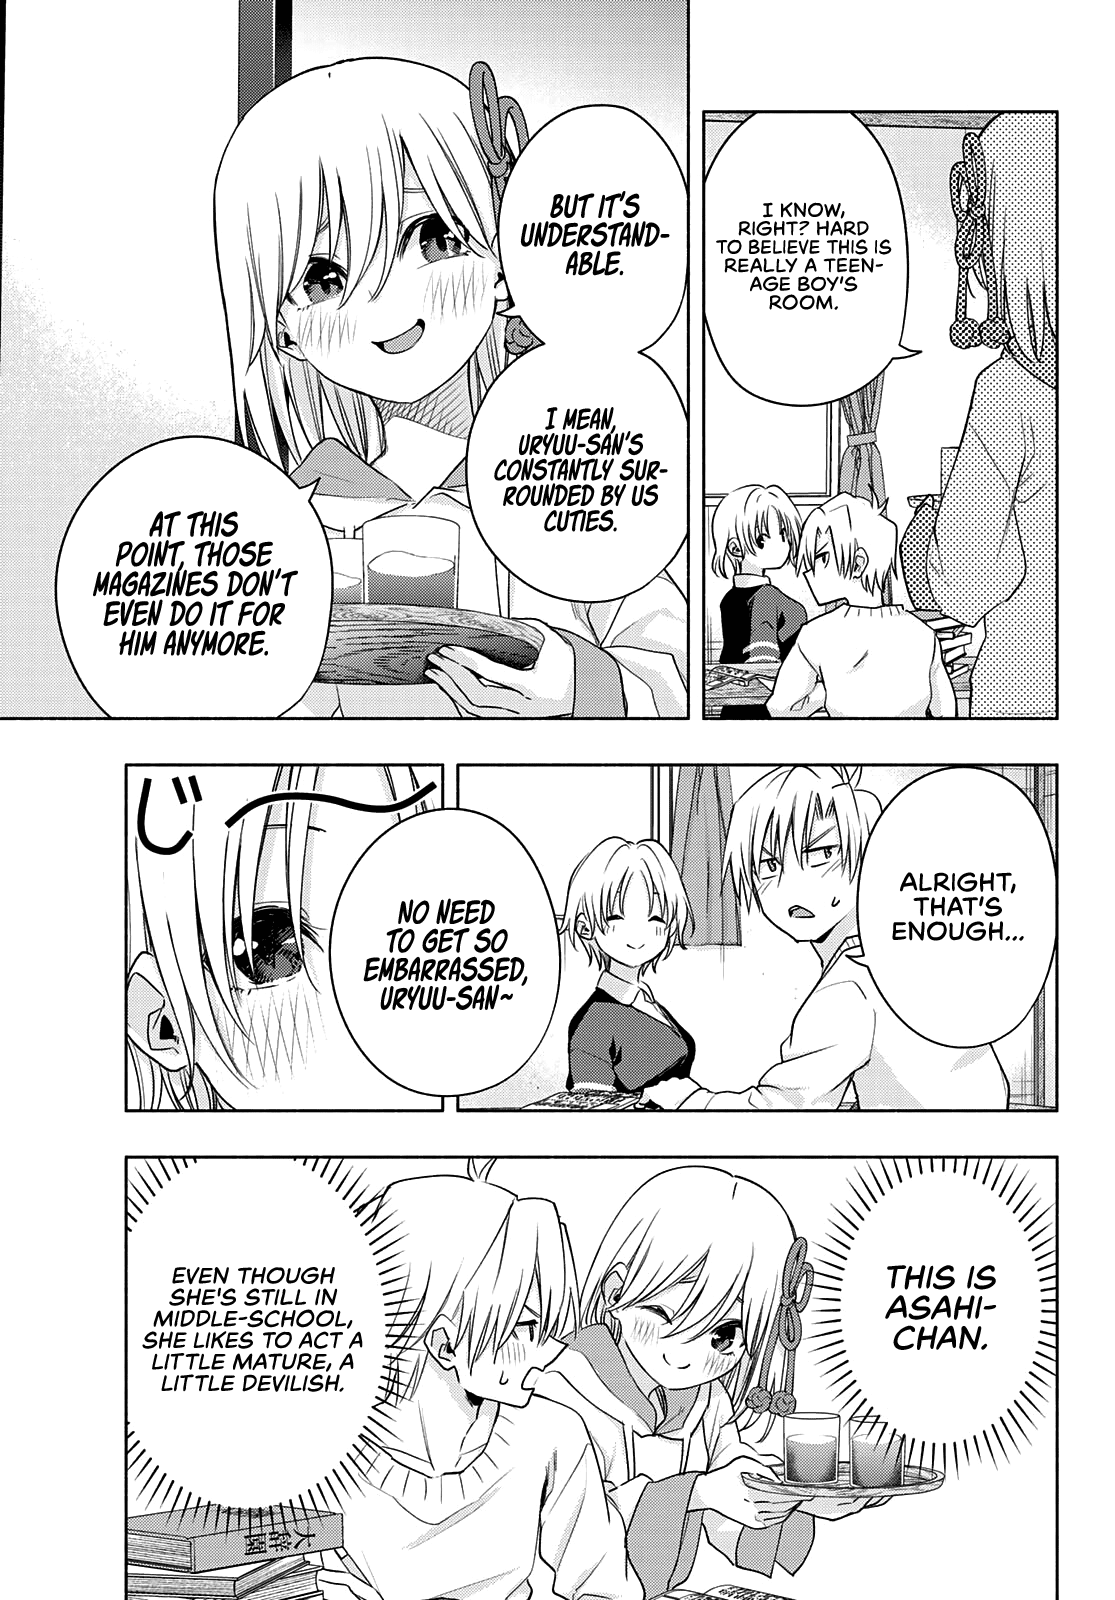 I KNOW,
RIGHT? HARD
TO BELIEVE THIS IS
REALLY A TEEN-
AGE BOY'S
ROOM.
BUT IT'S
UNDERSTAND-
ABLE.
I MEAN,
URYUU-SAN'S
CONSTANTLY SUR-
ROUNDED BY US
CUTIES.
AT THIS
POINT, THOSE
MAGAZINES DON'T
EVEN DO IT FOR
HIM ANYMORE.
ALRIGHT,
THAT'S
ENOUGH...
じ〜
NO NEED
TO GET SO
EMBARRASSED,
URYUU-SAN~
THIS IS
ASAHI-
CHAN.
EVEN THOUGH
SHE'S STILL IN
MIDDLE-SCHOOL,
SHE LIKES TO ACT A
LITTLE MATURE, A
LITTLE DEVILISH.
大辞園